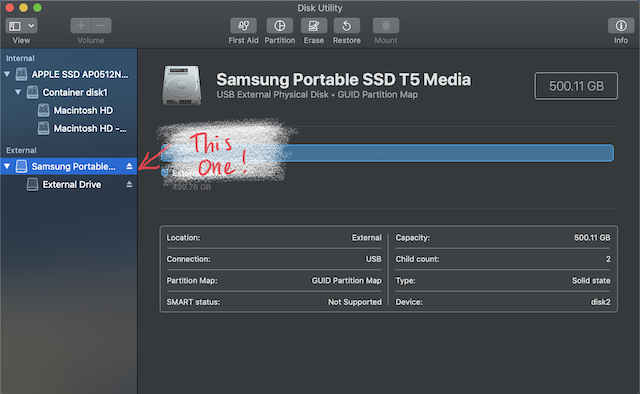 Disk Utility
View
Volume
First Aid
Partition
Erase
Restore
Mount
Info
Internal
APPLE SSD AP0512N...
Container disk1
Macintosh HD
Macintosh HD -...
External
Samsung Portable...
External Drive
Samsung Portable SSD T5 Media
USB External Physical Disk • GUID Partition Map
500.11 GB
This
One!
499.76 GB
Location: External
Connection: USB
Partition Map: GUID Partition Map
SMART status: Not Supported
Capacity: 500.11 GB
Child count: 2
Type: Solid state
Device: disk2